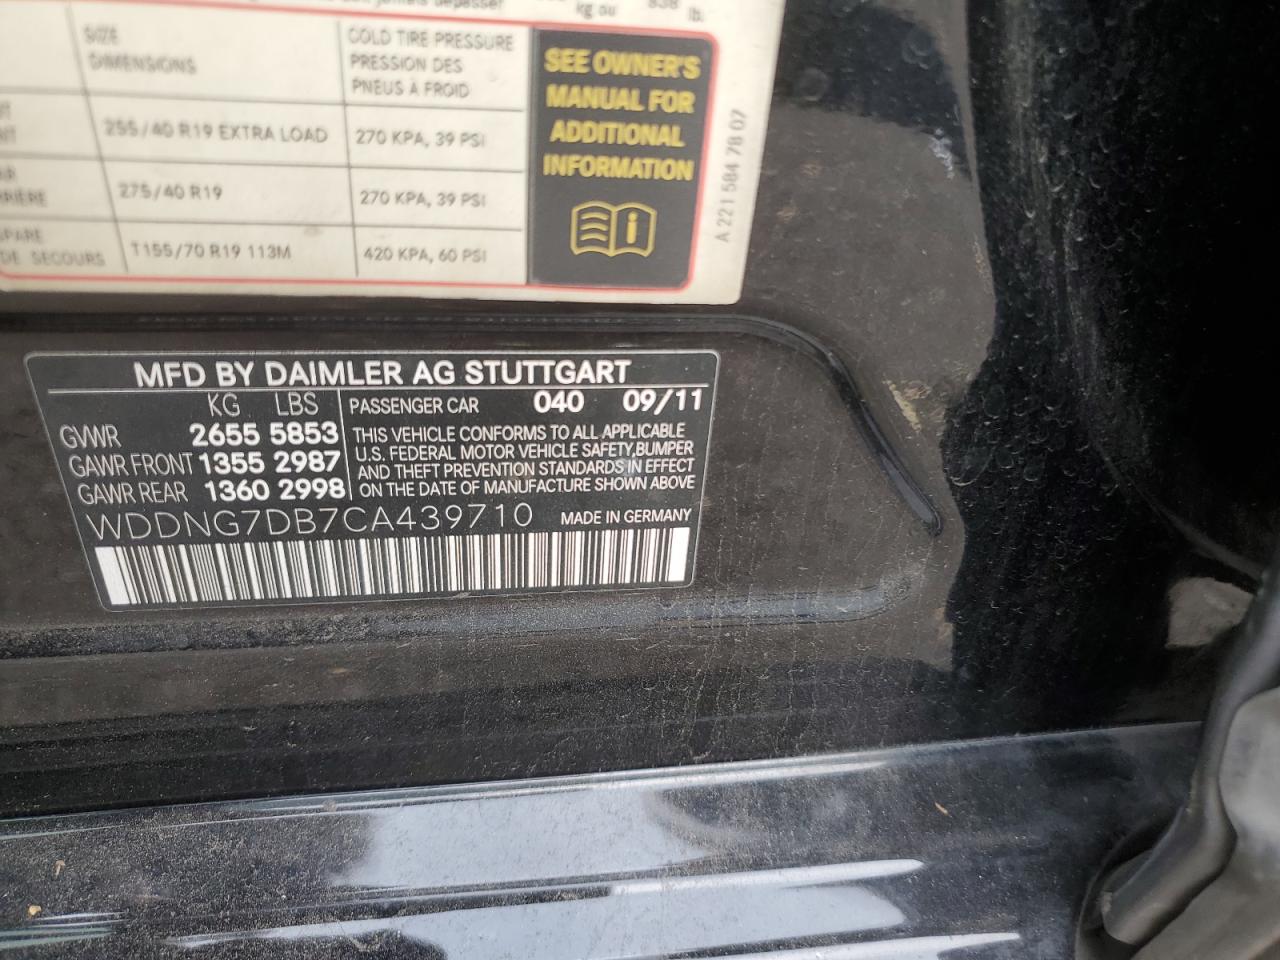 kg ou 838 lb.
SIZE
DIMENSIONS
COLD TIRE PRESSURE
PRESSION DES
PNEUS À FROID
255/40 R19 EXTRA LOAD 270 KPA, 39 PSI
275/40 R19 270 KPA, 39 PSI
DE SECOURS T155/70 R19 113M 420 KPA, 60 PSI
SEE OWNER'S
MANUAL FOR
ADDITIONAL
INFORMATION
A 221 584 78 07
MFD BY DAIMLER AG STUTTGART
KG LBS
GVWR 2655 5853
GAWR FRONT 1355 2987
GAWR REAR 1360 2998
PASSENGER CAR 040 09/11
THIS VEHICLE CONFORMS TO ALL APPLICABLE
U.S. FEDERAL MOTOR VEHICLE SAFETY,BUMPER
AND THEFT PREVENTION STANDARDS IN EFFECT
ON THE DATE OF MANUFACTURE SHOWN ABOVE
WDDNG7DB7CA439710 MADE IN GERMANY